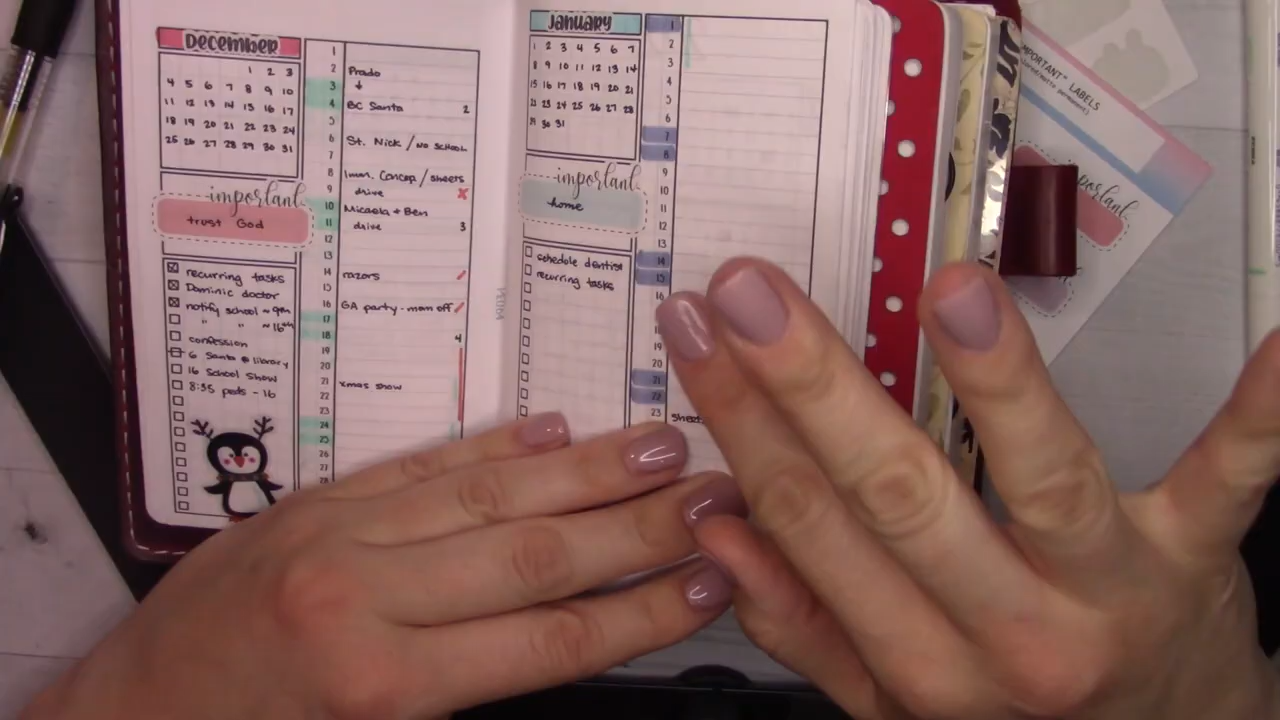 December
1 2 3
4 5 6 7 8 9 10
11 12 13 14 15 16 17
18 19 20 21 22 23 24
25 26 27 28 29 30 31
important
trust God
recurring tasks
Dominic doctor
notify school ~9th
" " ~16th
confession
6 Santa @ library
16 School Show
8:35 - 16
1
2 Prado
3
4 BC Santa 2
5
6 St. Nick / no school
7
8 Imm. Concep / sheets
9 drive x
10 Micaela + Ben
11 drive 3
12
13
14 razors
15
16 GA party - mom off
17
18 4
19
20
21 xmas show
22
23
24
25
26
27
28
January
1 2 3 4 5 6 7
8 9 10 11 12 13 14
15 16 17 18 19 20 21
22 23 24 25 26 27 28
29 30 31
important
home
schedole dentist
recurring tasks
1
2
3
4
5
6
7
8
9
10
11
12
13
14
15
16
19
20
21
22
23 sheets
IMPORTANT" LABELS